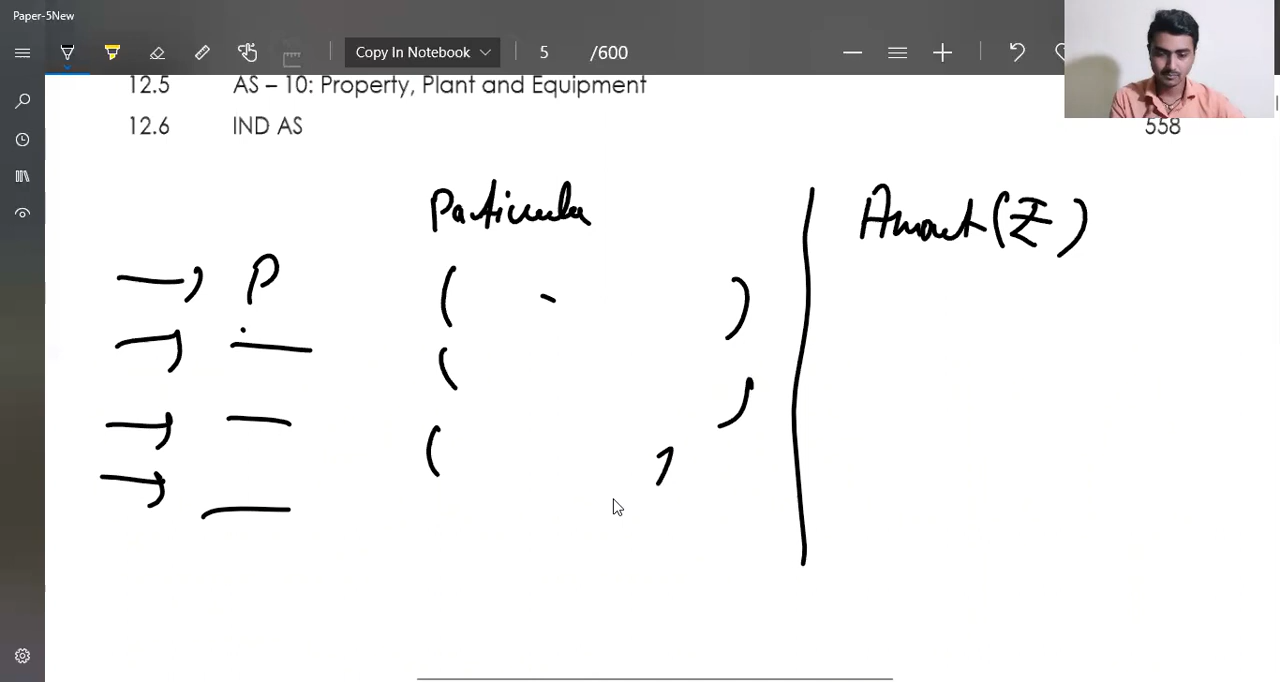 Paper-5New
Copy In Notebook 5 /600
12.5 AS – 10: Property, Plant and Equipment
12.6 IND AS 558
Particula Amount (₹)
P ( - )
( )
(